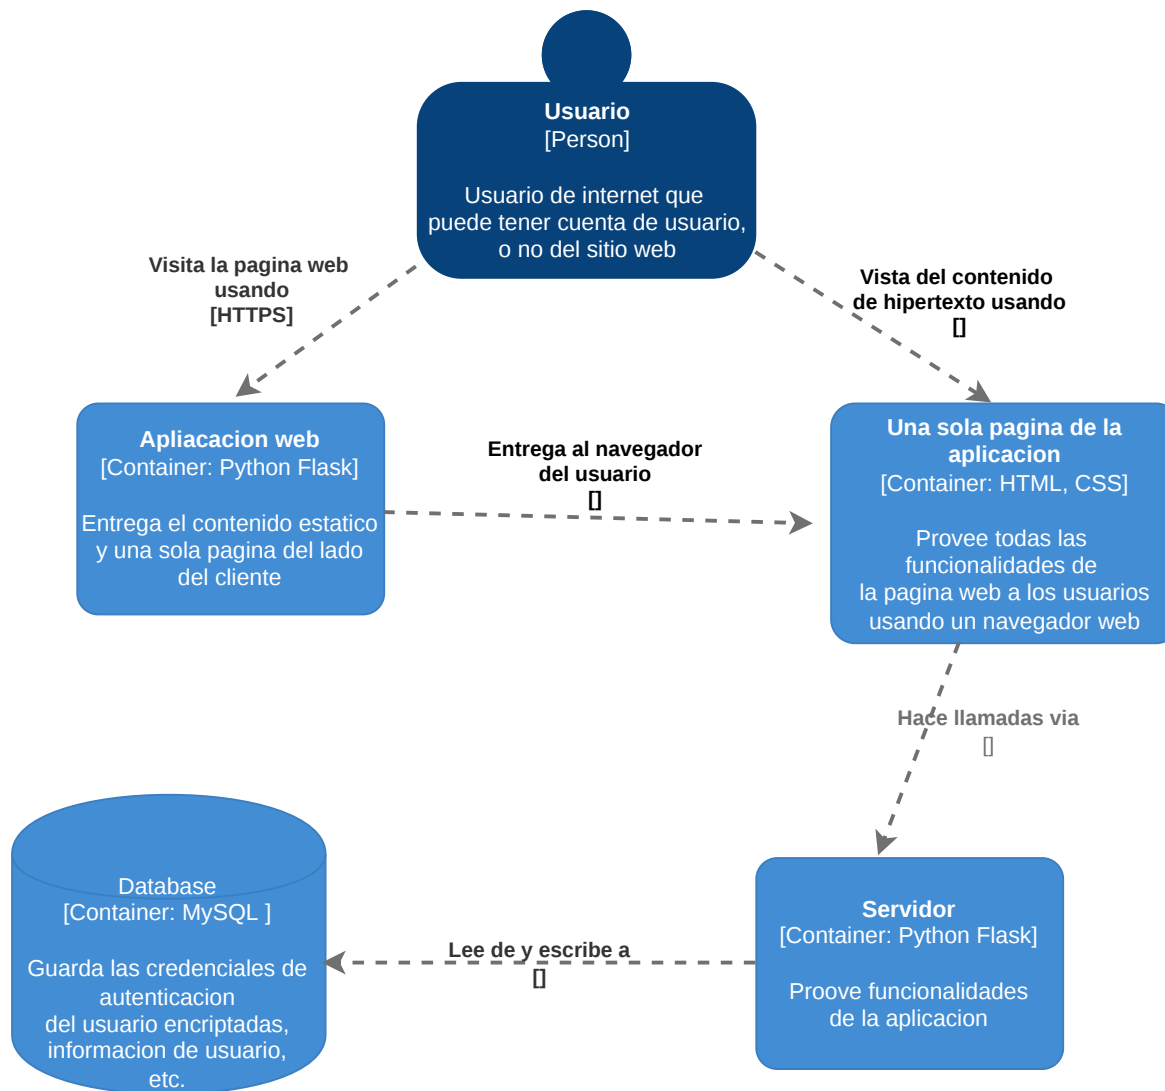 Usuario
[Person]
Usuario de internet que
puede tener cuenta de usuario,
o no del sitio web
Visita la pagina web
usando
[HTTPS]
Vista del contenido
de hipertexto usando
[]
Apliacacion web
[Container: Python Flask]
Entrega el contenido estatico
y una sola pagina del lado
del cliente
Entrega al navegador
del usuario
[]
Una sola pagina de la
aplicacion
[Container: HTML, CSS]
Provee todas las
funcionalidades de
la pagina web a los usuarios
usando un navegador web
Hace llamadas via
[]
Database
[Container: MySQL ]
Guarda las credenciales de
autenticacion
del usuario encriptadas,
informacion de usuario,
etc.
Lee de y escribe a
[]
Servidor
[Container: Python Flask]
Proove funcionalidades
de la aplicacion